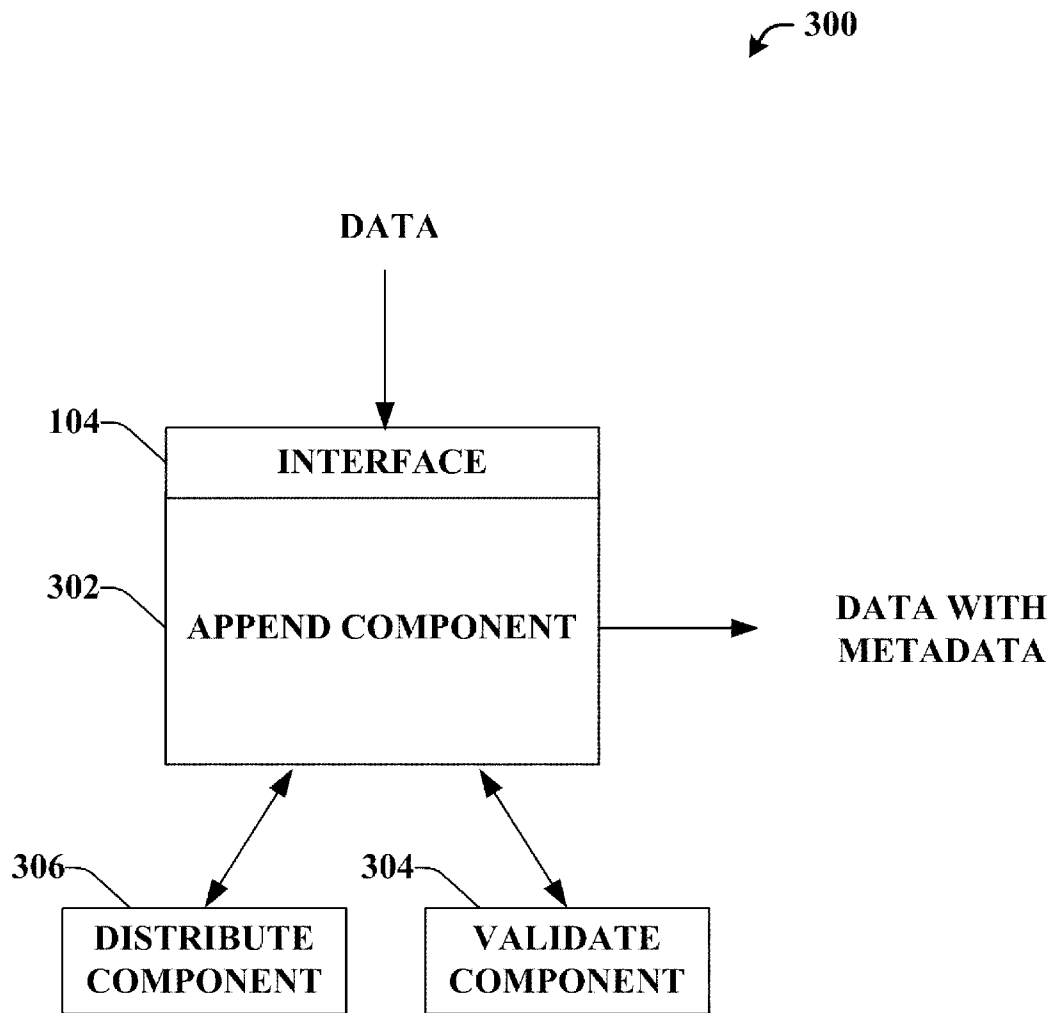 300
DATA
104
INTERFACE
302
APPEND COMPONENT
DATA WITH
METADATA
306
304
DISTRIBUTE
COMPONENT
VALIDATE
COMPONENT